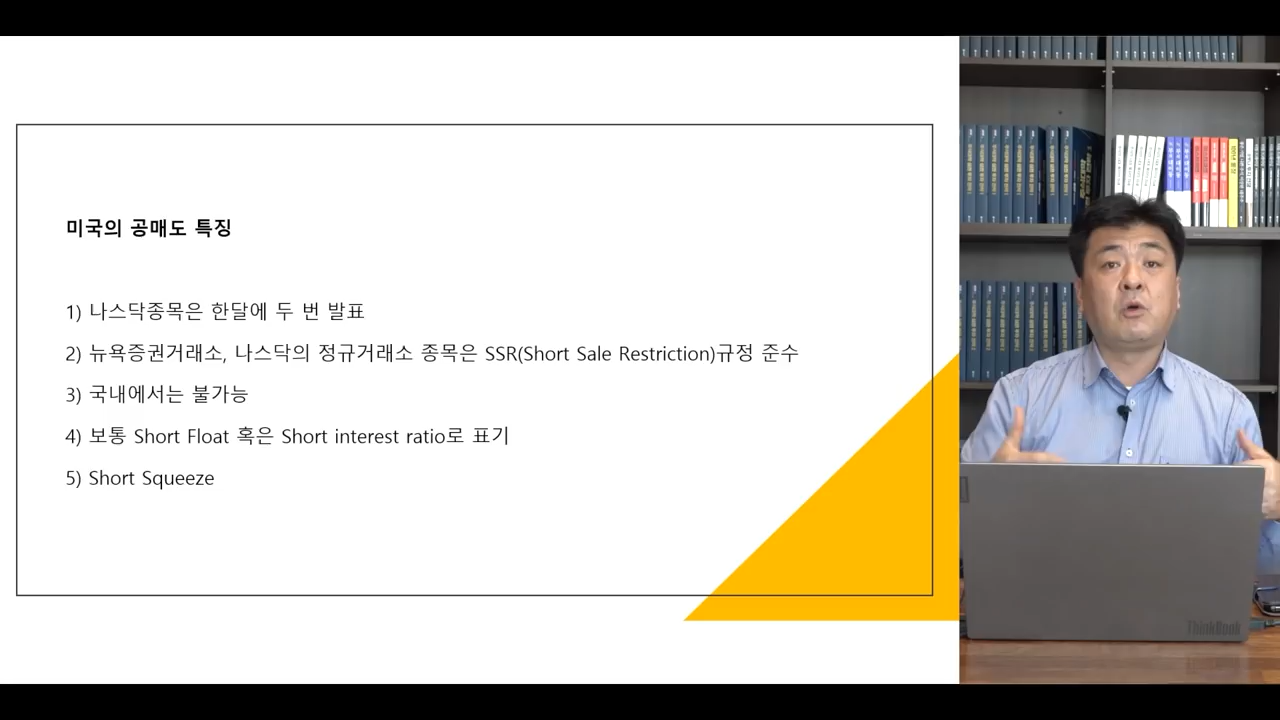 미국의 공매도 특징
1) 나스닥종목은 한달에 두 번 발표
2) 뉴욕증권거래소, 나스닥의 정규거래소 종목은 SSR(Short Sale Restriction)규정 준수
3) 국내에서는 불가능
4) 보통 Short Float 혹은 Short interest ratio로 표기
5) Short Squeeze
ThinkBook